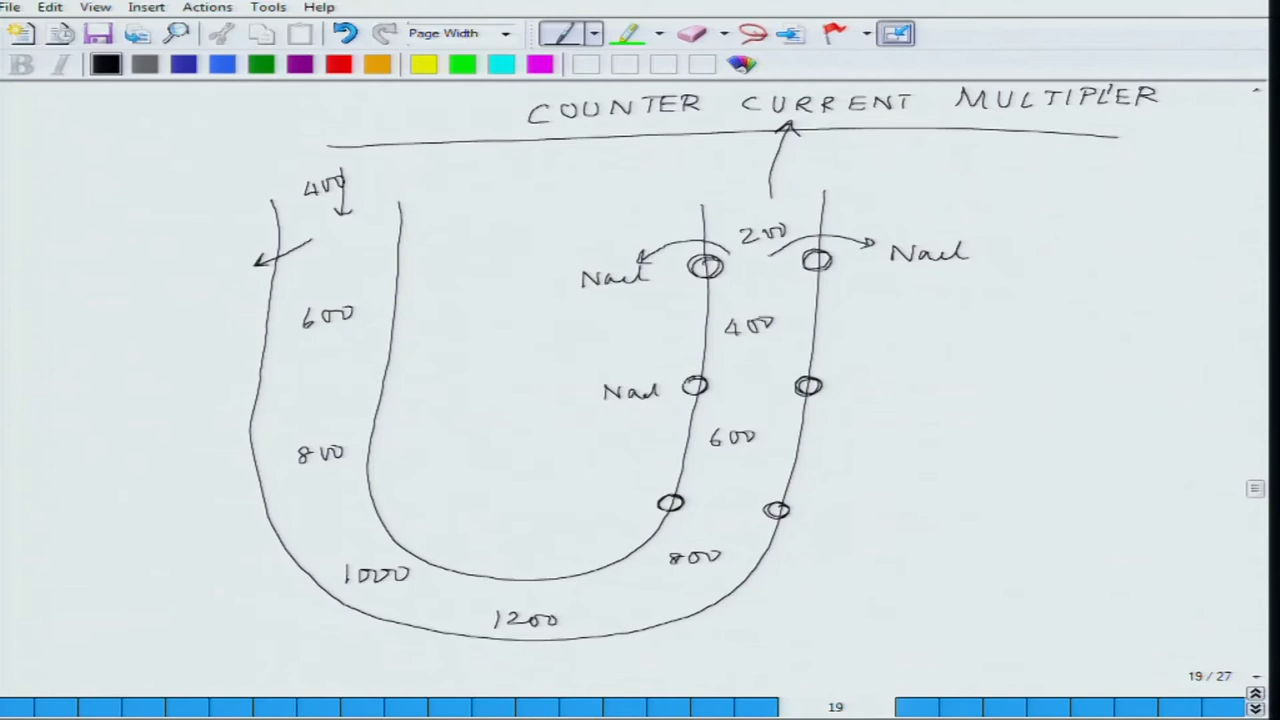 File Edit View Insert Actions Tools Help
Page Width
B I
COUNTER CURRENT MULTIPLIER
400
200
Nacl
Nacl
600
400
Nacl
600
800
800
1000
1200
19 / 27
19